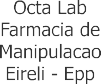 Octa Lab
Farmacia de
Manipulacao
Eireli - Epp